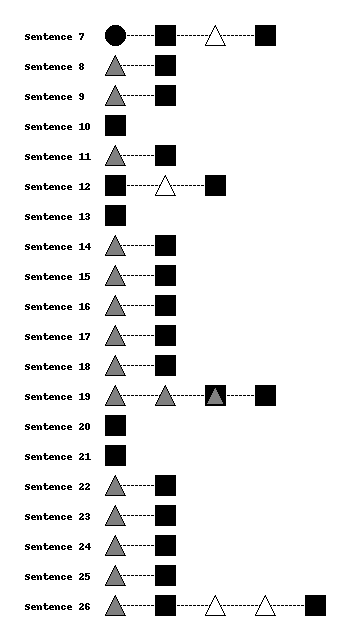 Sentence 7
Sentence 8
Sentence 9
Sentence 10
Sentence 11
Sentence 12
Sentence 13
Sentence 14
Sentence 15
Sentence 16
Sentence 17
Sentence 18
Sentence 19
Sentence 20
Sentence 21
Sentence 22
Sentence 23
Sentence 24
Sentence 25
Sentence 26